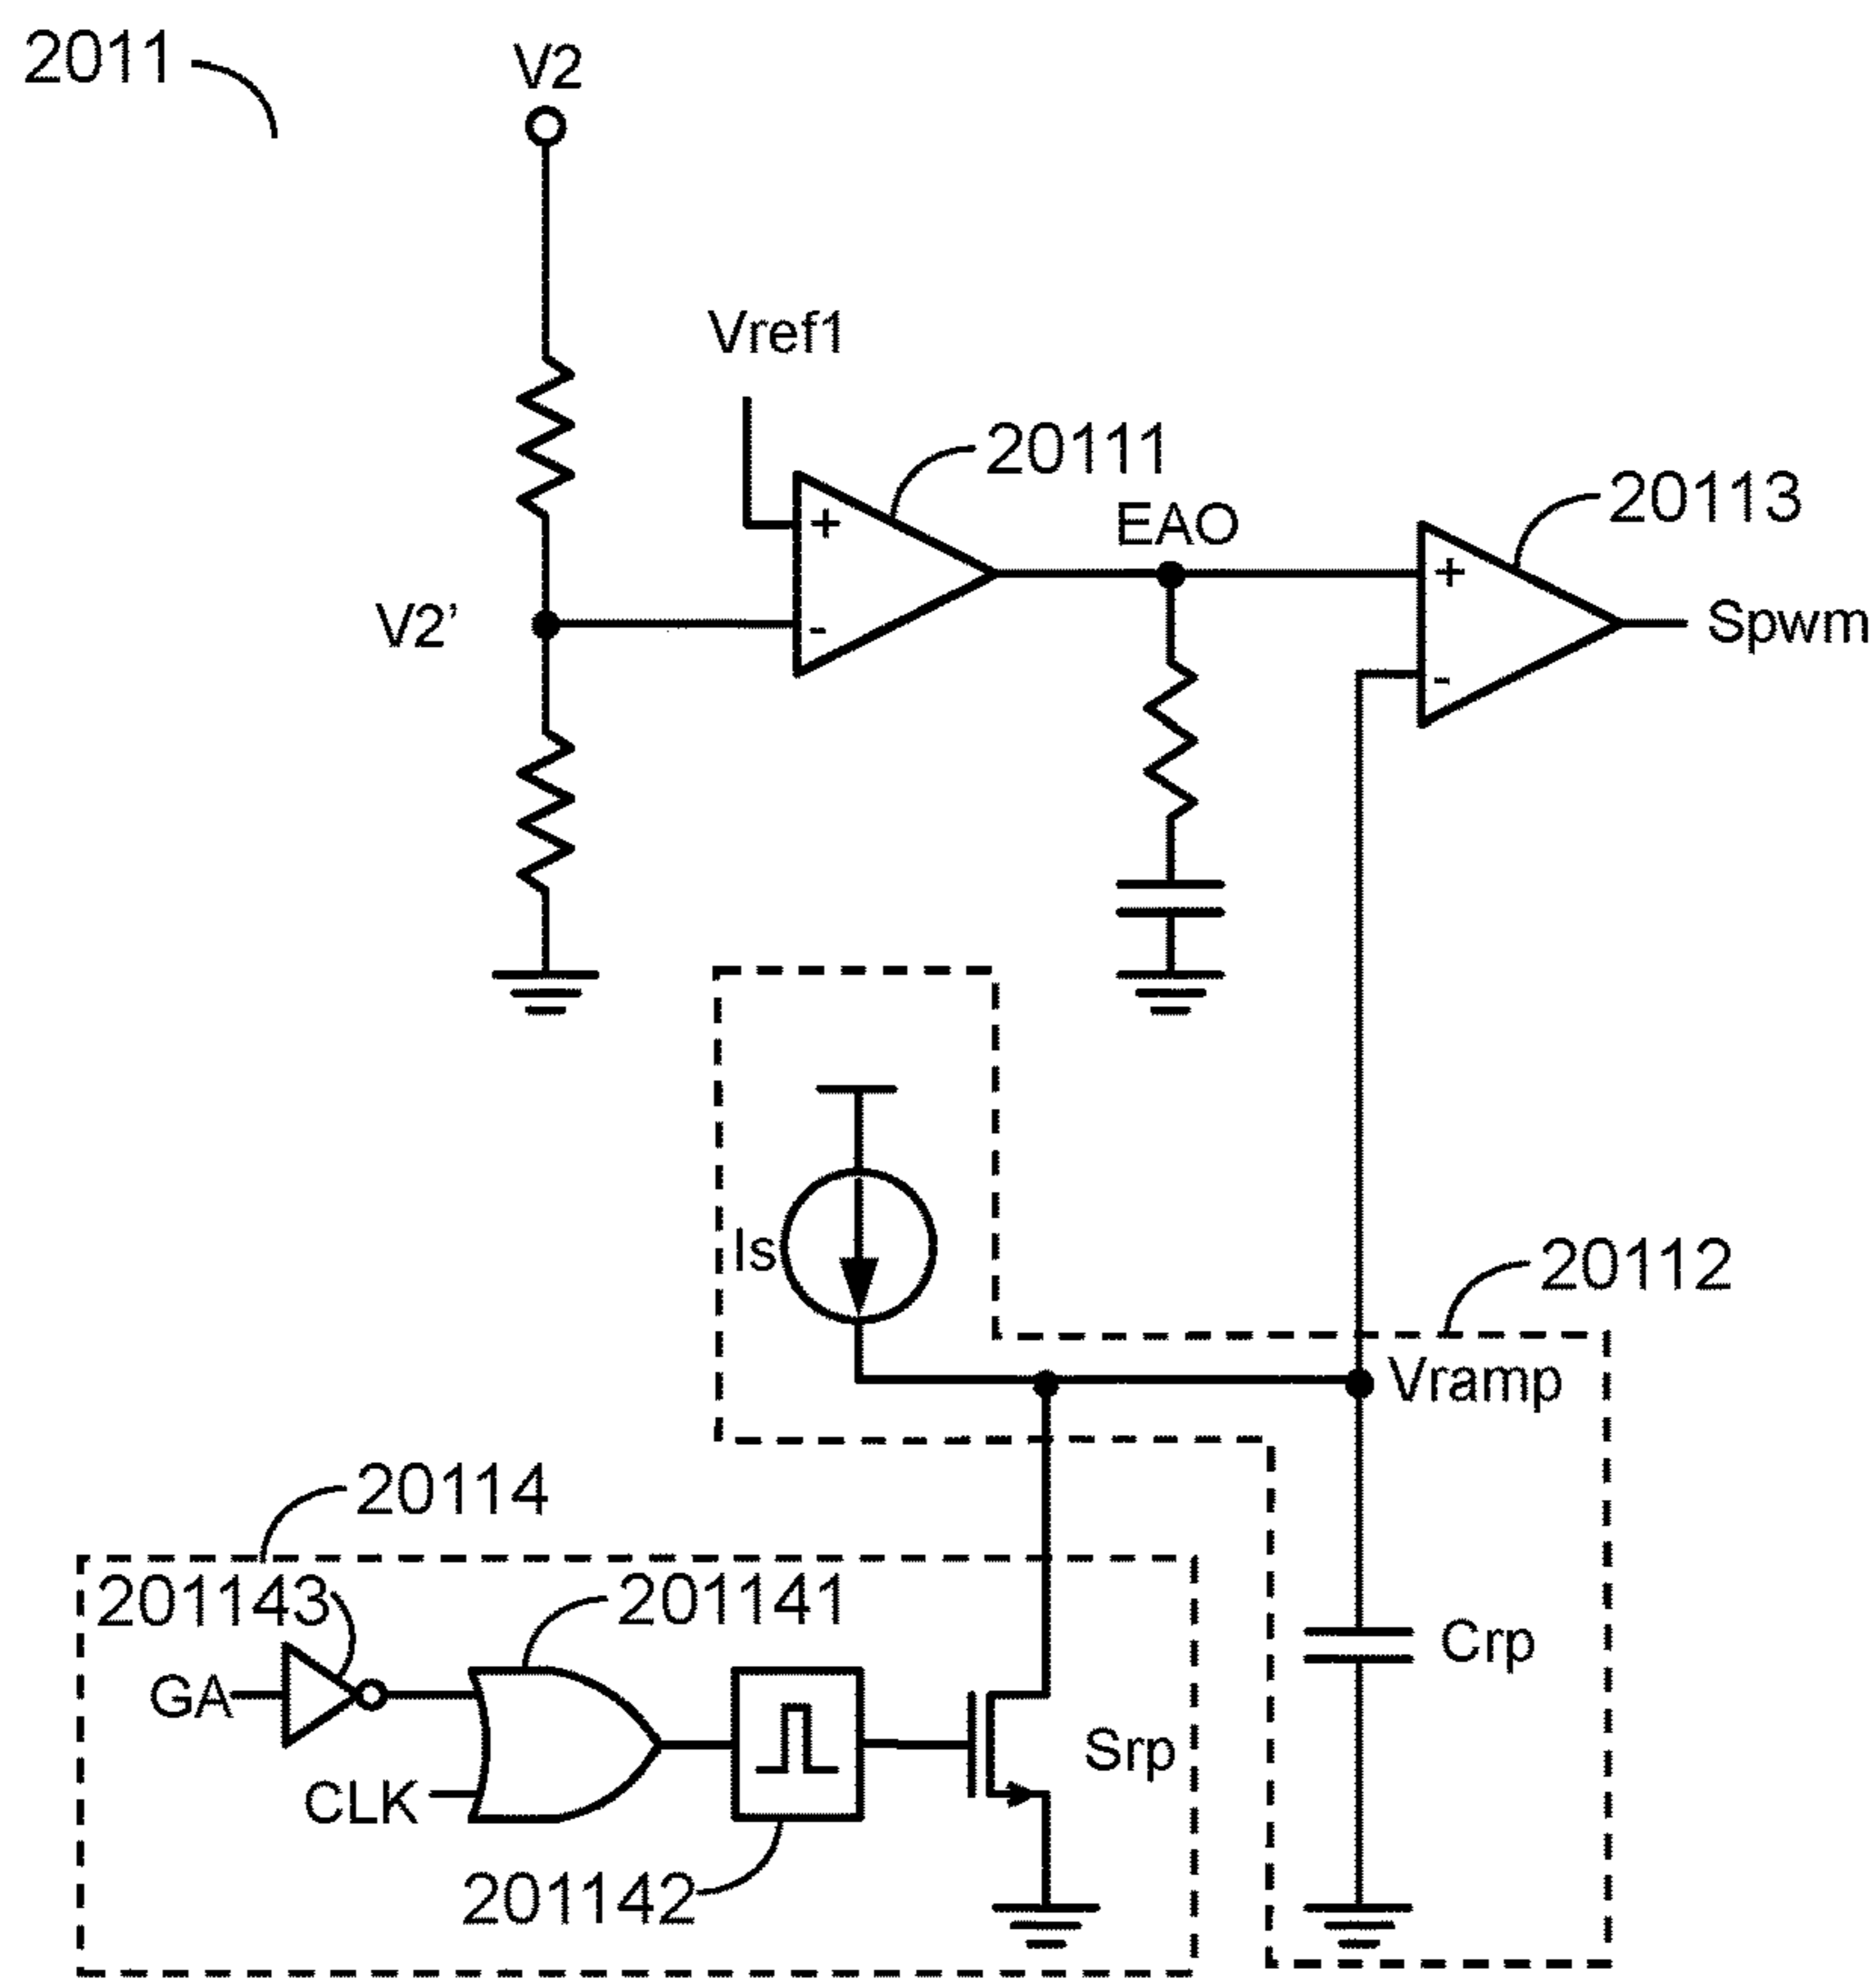 2011
V2
Vref1
20111
EAO
20113
+
+
V2'
-
Spwm
-
Is
20112
Vramp
20114
201143
201141
Crp
GA
Srp
CLK
201142